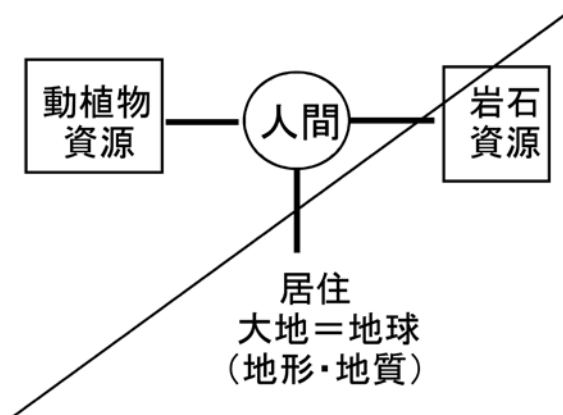 動植物
資源
人間
岩石
資源
居住
大地＝地球
(地形・地質)